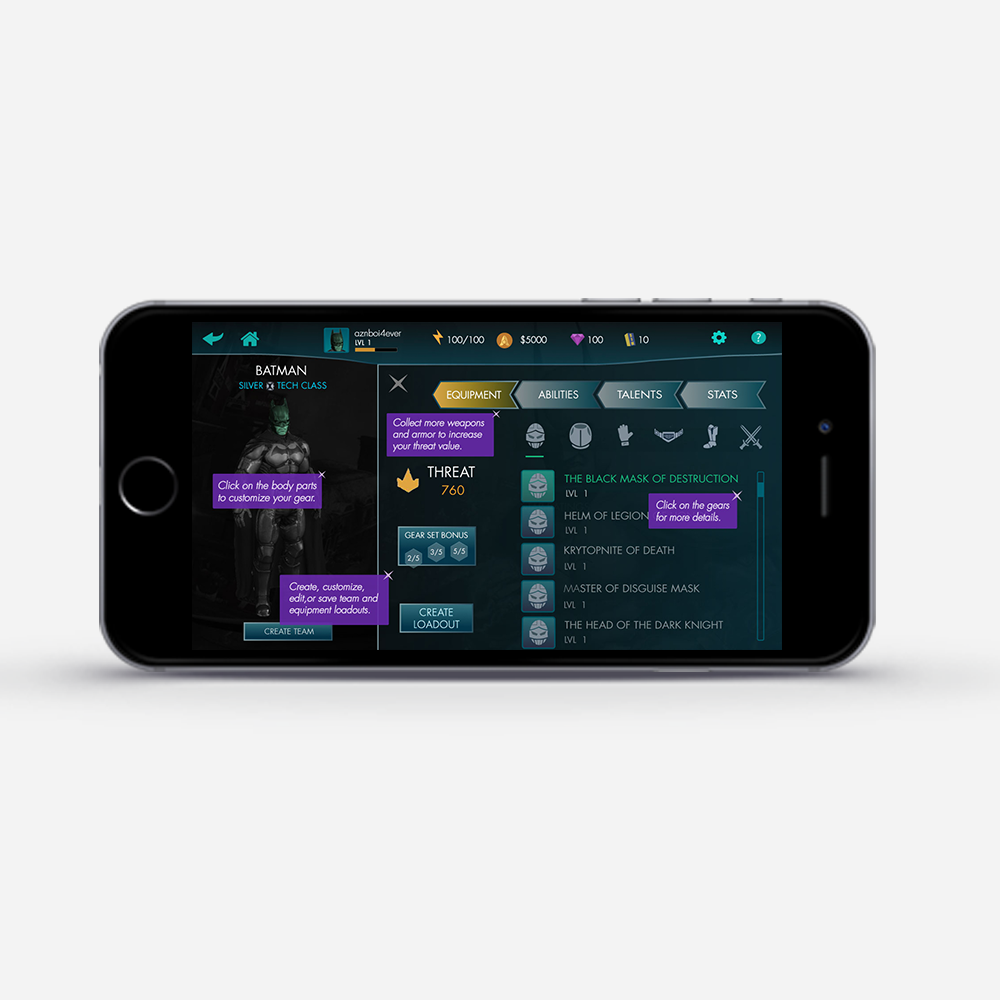 aznboi4ever
LVL 1
100/100
$5000
100
10
?
BATMAN
SILVER TECH CLASS
EQUIPMENT
ABILITIES
TALENTS
STATS
Collect more weapons
and armor to increase
your threat value.
THREAT
760
Click on the body parts
to customize your gear.
GEAR SET BONUS
2/5
3/5
5/5
Create, customize,
edit,or save team and
equipment loadouts.
CREATE TEAM
CREATE
LOADOUT
THE BLACK MASK OF DESTRUCTION
LVL 1
Click on the gears
for more details.
HELM OF LEGION
LVL 1
KRYTOPNITE OF DEATH
LVL 1
MASTER OF DISGUISE MASK
LVL 1
THE HEAD OF THE DARK KNIGHT
LVL 1